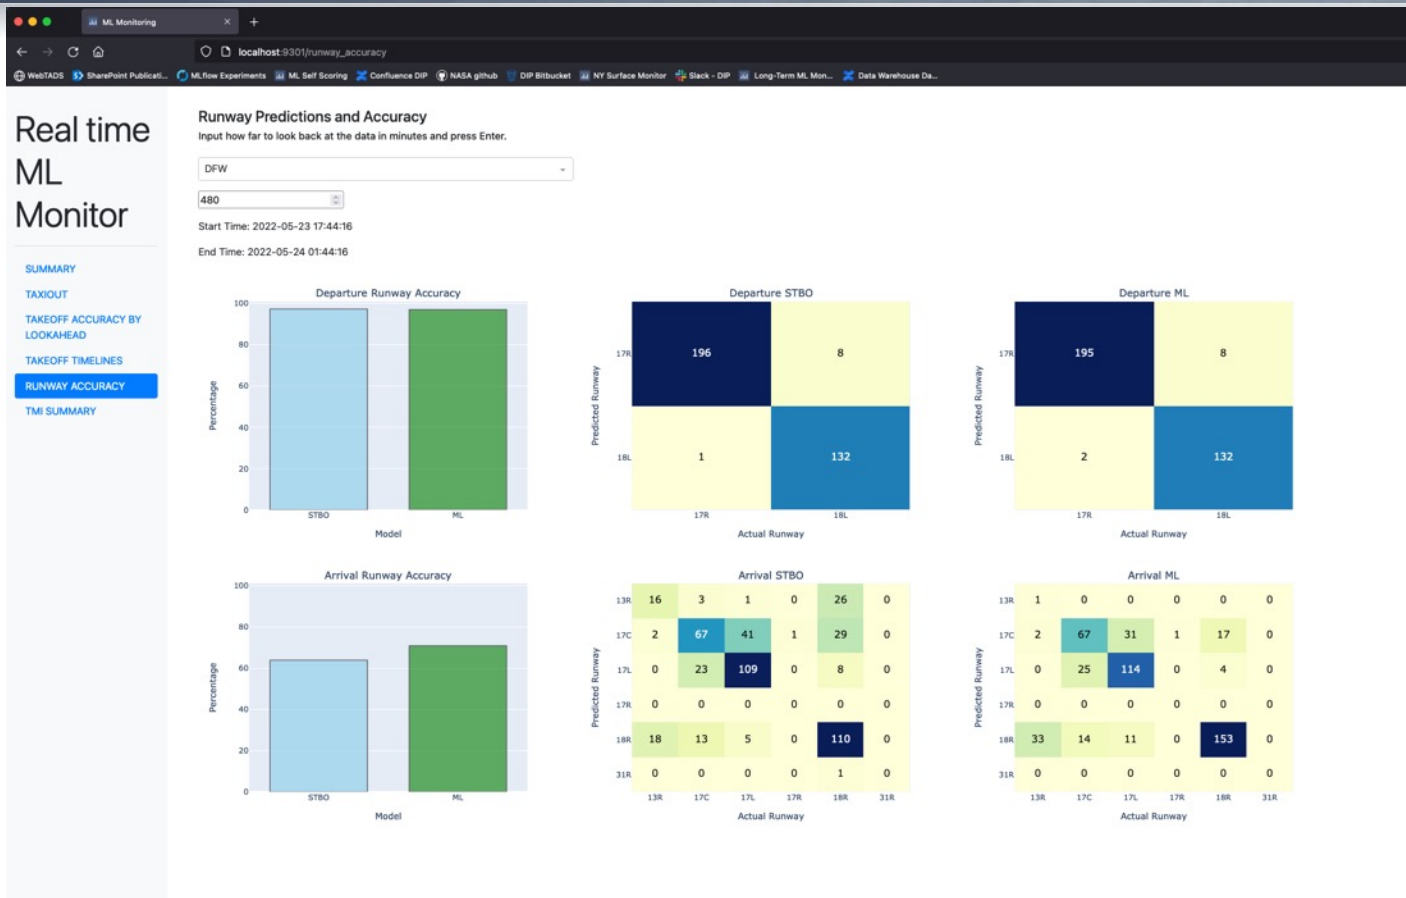 ML Monitoring
localhost:9301/runway_accuracy
WebTADS SharePoint Publicati... MLflow Experiments ML Self Scoring Confluence DIP NASA github DIP Bitbucket NY Surface Monitor Slack - DIP Long-Term ML Mon... Data Warehouse Da...
Real time
ML
Monitor
SUMMARY
TAXIOUT
TAKEOFF ACCURACY BY
LOOKAHEAD
TAKEOFF TIMELINES
RUNWAY ACCURACY
TMI SUMMARY
Runway Predictions and Accuracy
Input how far to look back at the data in minutes and press Enter.
DFW
480
Start Time: 2022-05-23 17:44:16
End Time: 2022-05-24 01:44:16
Departure Runway Accuracy
100
80
60
40
20
0
Percentage
STBO ML
Model
Departure STBO
Predicted Runway
17R 196 8
18L 1 132
17R 18L
Actual Runway
Departure ML
Predicted Runway
17R 195 8
18L 2 132
17R 18L
Actual Runway
Arrival Runway Accuracy
100
80
60
40
20
0
Percentage
STBO ML
Model
Arrival STBO
Predicted Runway
13R 16 3 1 0 26 0
17C 2 67 41 1 29 0
17L 0 23 109 0 8 0
17R 0 0 0 0 0 0
18R 18 13 5 0 110 0
31R 0 0 0 0 1 0
13R 17C 17L 17R 18R 31R
Actual Runway
Arrival ML
Predicted Runway
13R 1 0 0 0 0 0
17C 2 67 31 1 17 0
17L 0 25 114 0 4 0
17R 0 0 0 0 0 0
18R 33 14 11 0 153 0
31R 0 0 0 0 0 0
13R 17C 17L 17R 18R 31R
Actual Runway